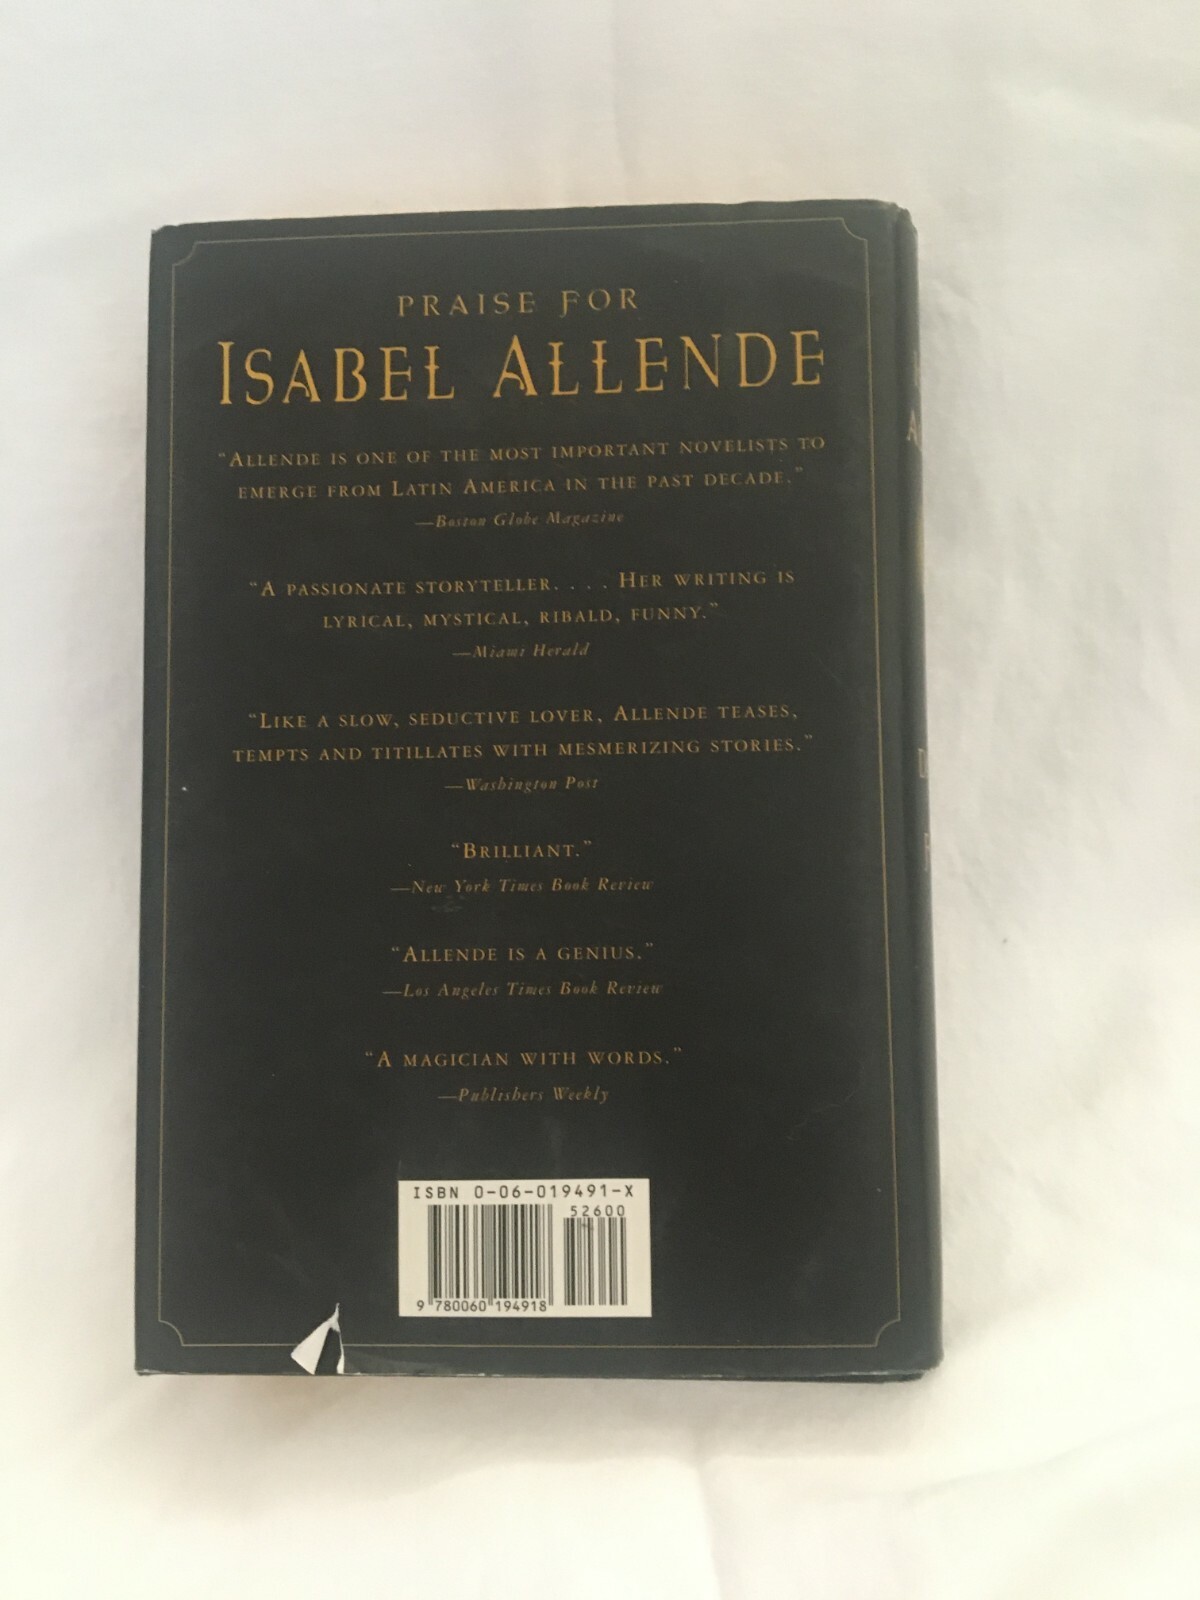 PRAISE FOR
ISABEL ALLENDE
“ALLENDE IS ONE OF THE MOST IMPORTANT NOVELISTS TO
EMERGE FROM LATIN AMERICA IN THE PAST DECADE.”
—Boston Globe Magazine
“A PASSIONATE STORYTELLER. . . . HER WRITING IS
LYRICAL, MYSTICAL, RIBALD, FUNNY.”
—Miami Herald
“LIKE A SLOW, SEDUCTIVE LOVER, ALLENDE TEASES,
TEMPTS AND TITILLATES WITH MESMERIZING STORIES.”
—Washington Post
“BRILLIANT.”
—New York Times Book Review
“ALLENDE IS A GENIUS.”
—Los Angeles Times Book Review
“A MAGICIAN WITH WORDS.”
—Publishers Weekly
ISBN 0-06-019491-X
52600
9 780060 194918